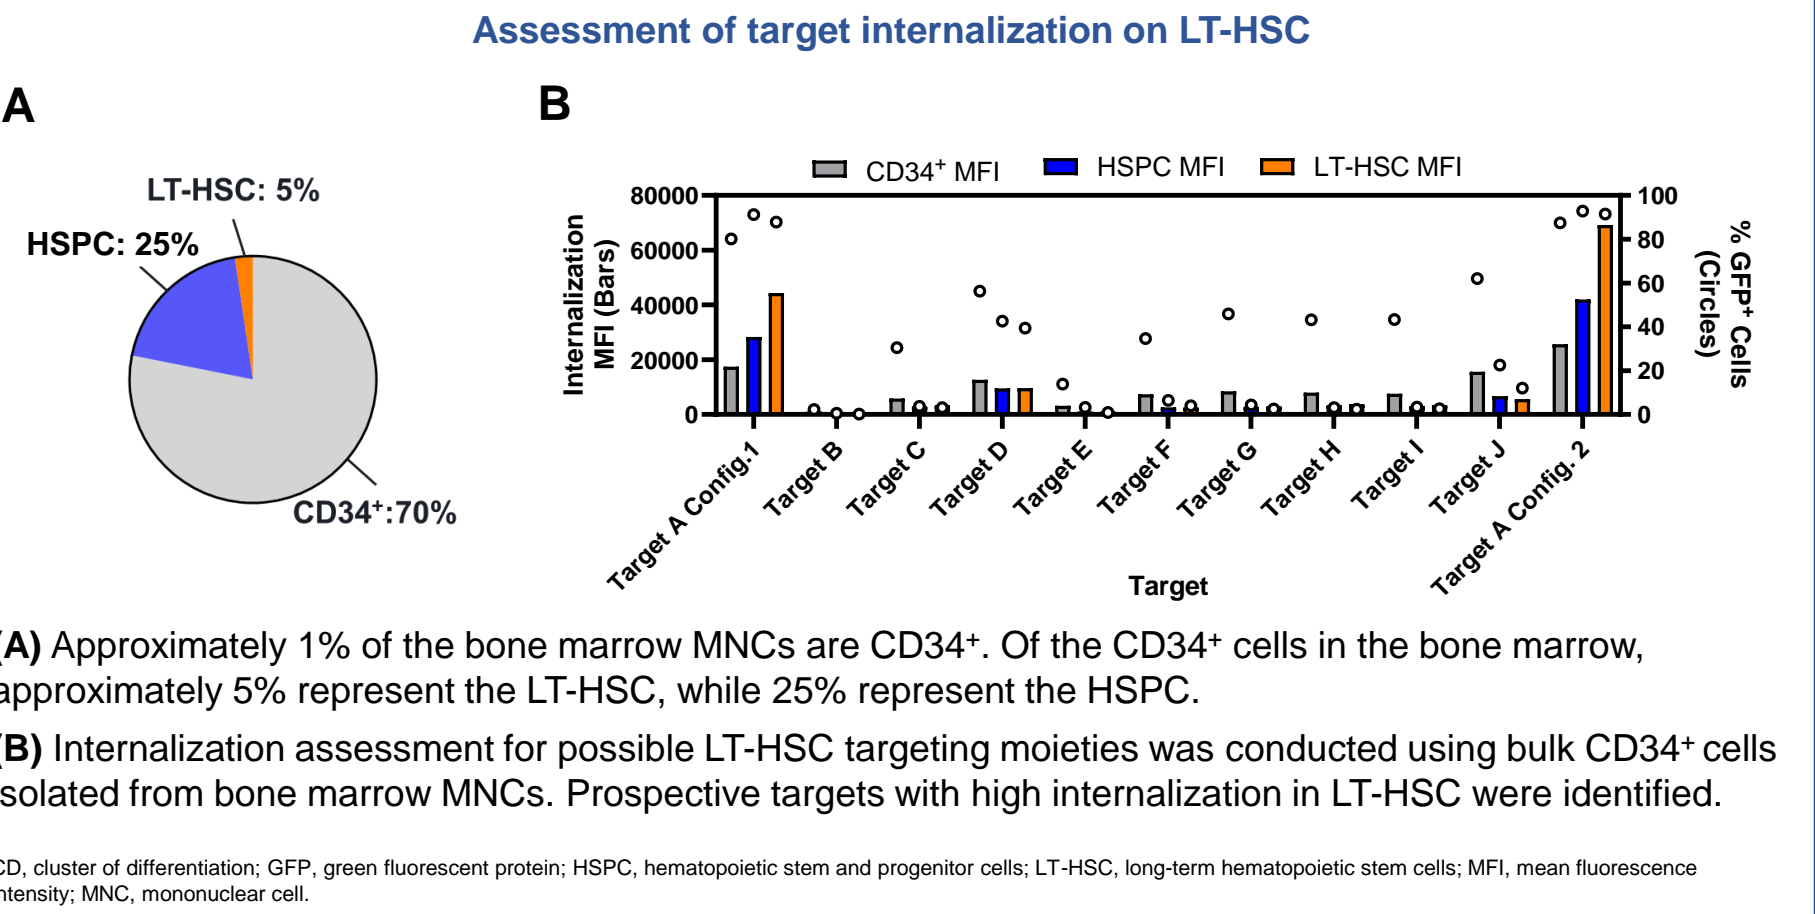 Assessment of target internalization on LT-HSC
A
LT-HSC: 5%
HSPC: 25%
CD34⁺:70%
B
CD34⁺ MFI
HSPC MFI
LT-HSC MFI
Internalization
MFI (Bars)
80000
60000
40000
20000
0
100
80
60
40
20
0
% GFP⁺ Cells
(Circles)
Target A Config.1
Target B
Target C
Target D
Target E
Target F
Target G
Target H
Target I
Target J
Target A Config. 2
Target
(A) Approximately 1% of the bone marrow MNCs are CD34⁺. Of the CD34⁺ cells in the bone marrow,
approximately 5% represent the LT-HSC, while 25% represent the HSPC.
(B) Internalization assessment for possible LT-HSC targeting moieties was conducted using bulk CD34⁺ cells
isolated from bone marrow MNCs. Prospective targets with high internalization in LT-HSC were identified.
CD, cluster of differentiation; GFP, green fluorescent protein; HSPC, hematopoietic stem and progenitor cells; LT-HSC, long-term hematopoietic stem cells; MFI, mean fluorescence
intensity; MNC, mononuclear cell.